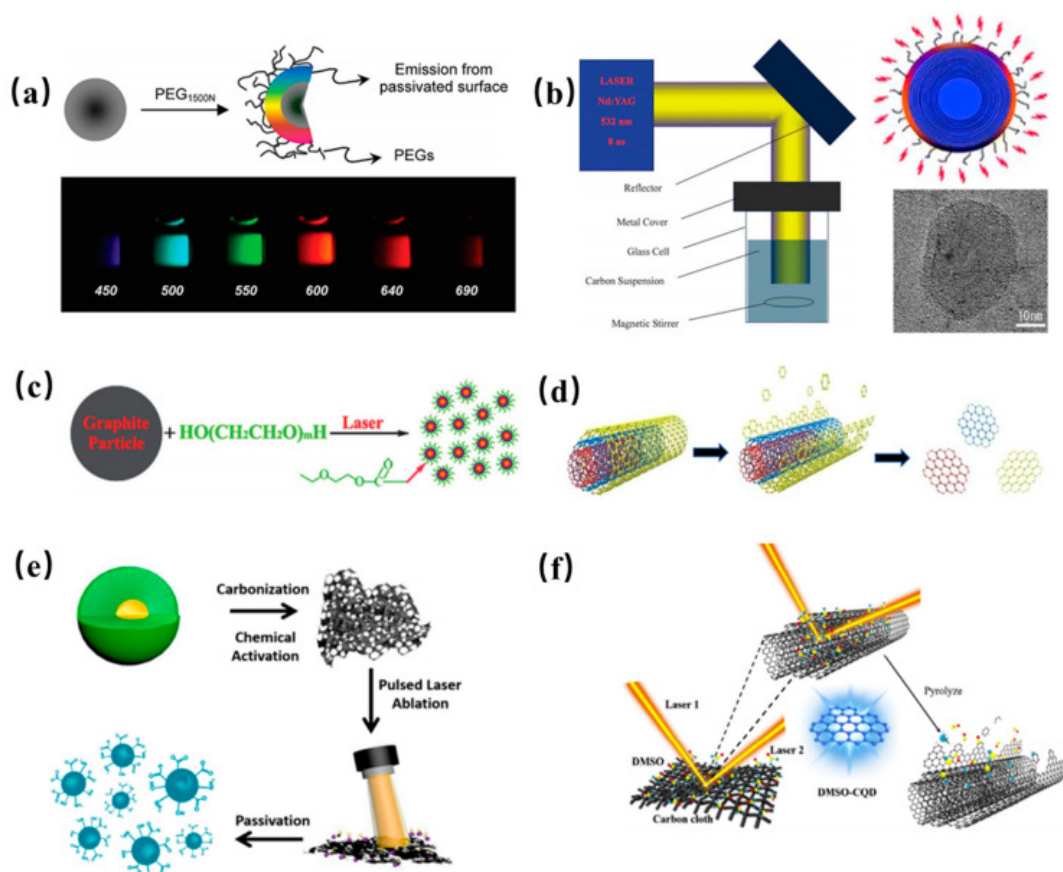 (a)
PEG1500N
Emission from
passivated surface
PEGs
450 500 550 600 640 690
(b)
LASER
Nd:YAG
532 nm
8 ns
Reflector
Metal Cover
Glass Cell
Carbon Suspension
Magnetic Stirrer
10nm
(c)
Graphite
Particle
+ HO(CH2CH2O)mH
Laser
O
O
O
C
(d)
(e)
Carbonization
Chemical
Activation
Pulsed Laser
Ablation
Passivation
(f)
Laser 1
Laser 2
DMSO
Carbon cloth
DMSO-CQD
Pyrolyze